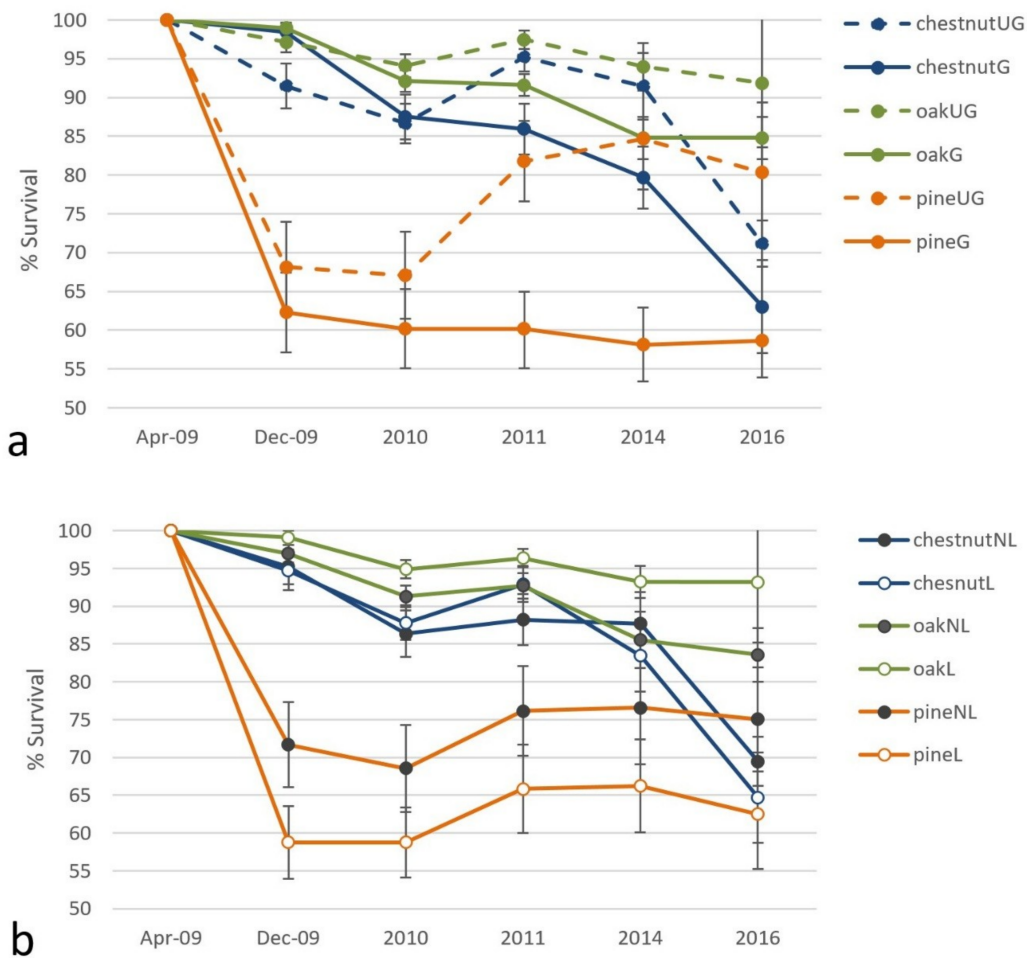 100
95
90
85
80
75
70
65
60
55
50
% Survival
Apr-09 Dec-09 2010 2011 2014 2016
chestnutUG
chestnutG
oakUG
oakG
pineUG
pineG
a
100
95
90
85
80
75
70
65
60
55
50
% Survival
Apr-09 Dec-09 2010 2011 2014 2016
chestnutNL
chesnutL
oakNL
oakL
pineNL
pineL
b